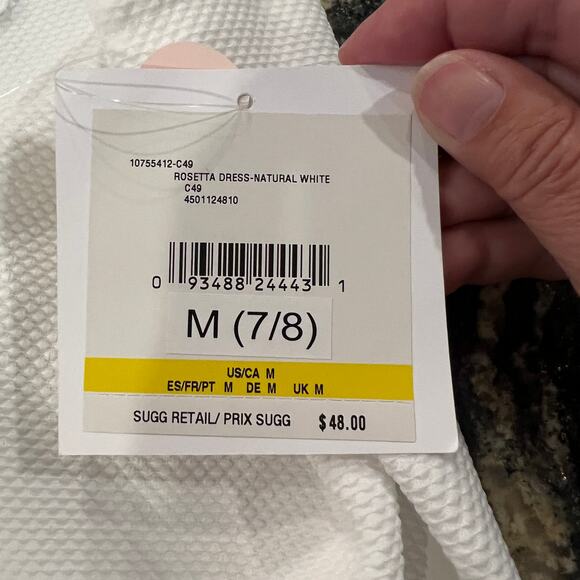 10755412-C49
ROSETTA DRESS-NATURAL WHITE
C49
4501124810
0 93488 24443 1
M (7/8)
US/CA M
ES/FR/PT M DE M UK M
SUGG RETAIL/ PRIX SUGG $48.00